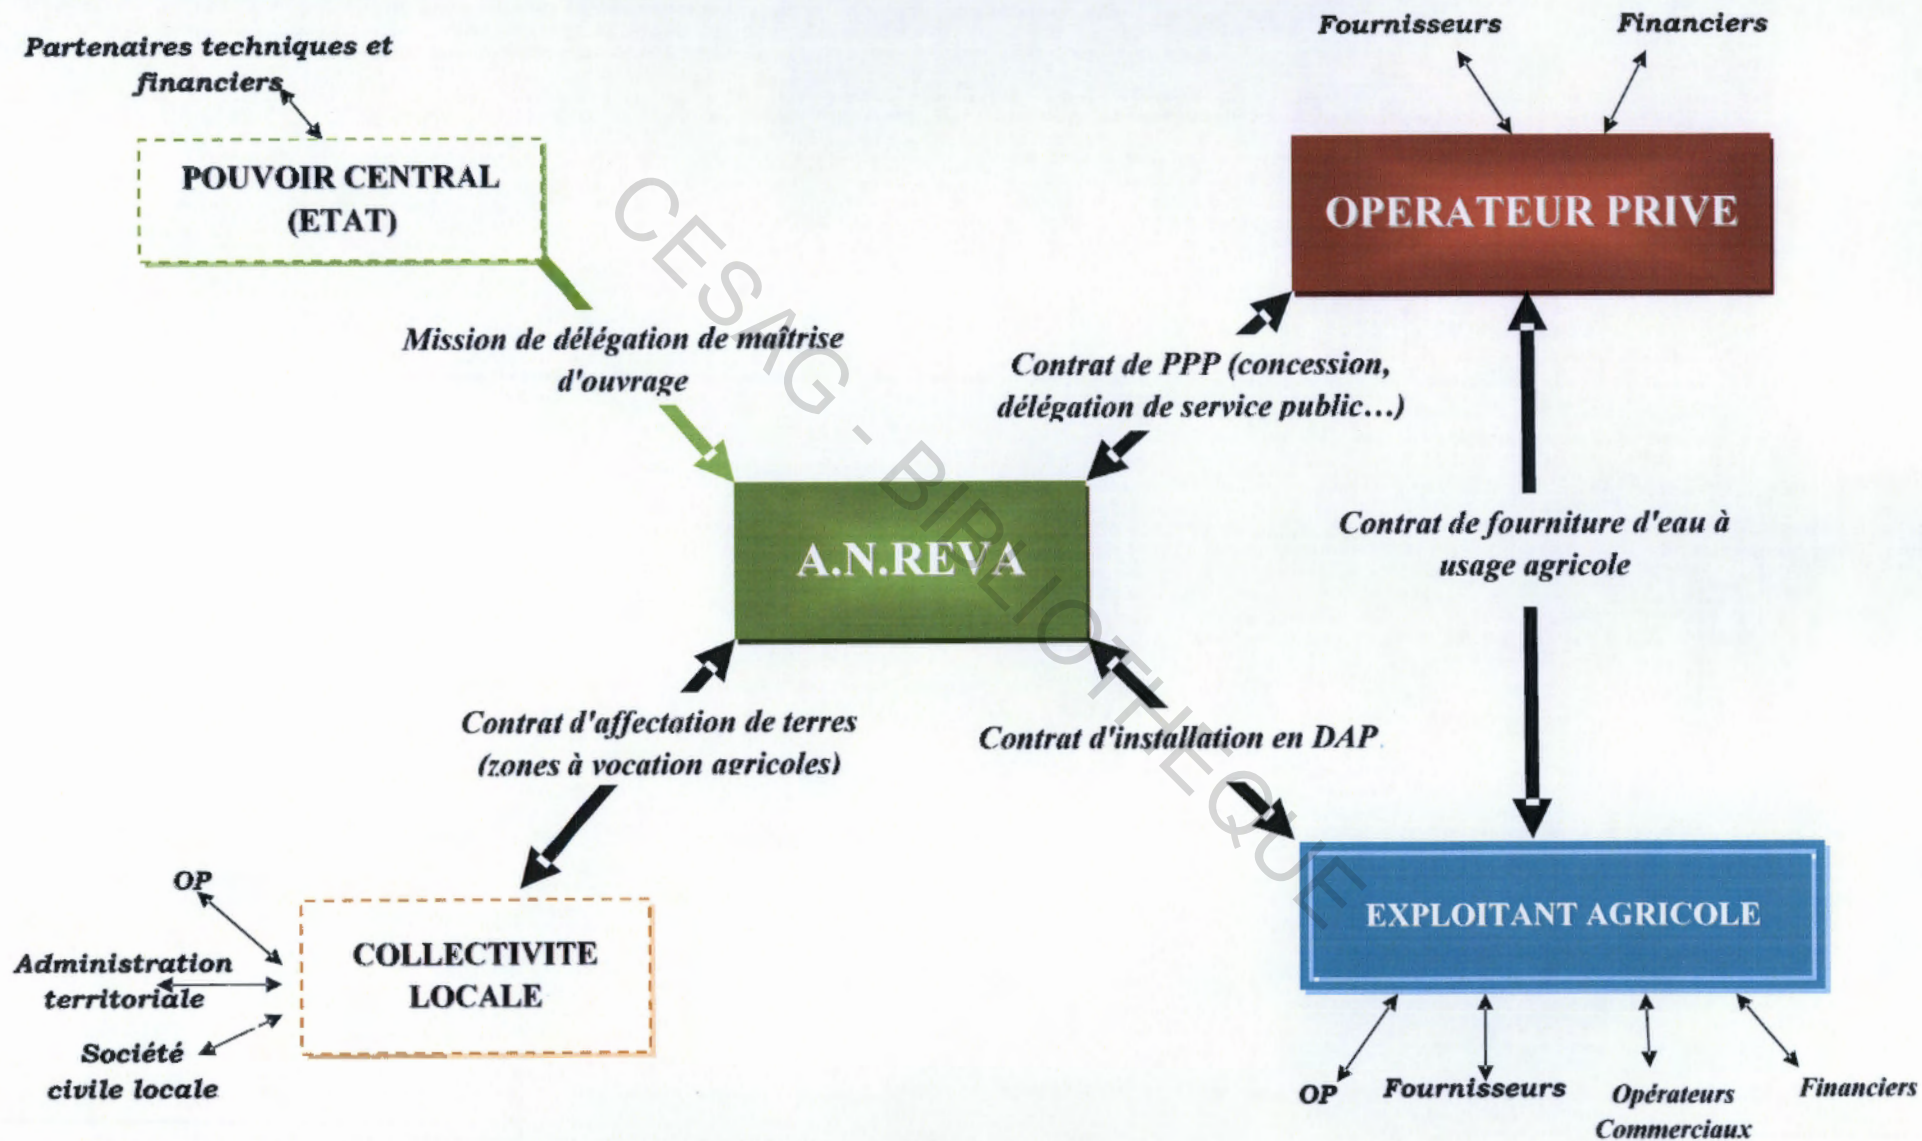 Partenaires techniques et
financiers
Fournisseurs
Financiers
POUVOIR CENTRAL
(ETAT)
OPERATEUR PRIVE
Mission de délégation de maîtrise
d'ouvrage
Contrat de PPP (concession,
délégation de service public...)
A.N.REVA
Contrat de fourniture d'eau à
usage agricole
Contrat d'affectation de terres
(zones à vocation agricoles)
Contrat d'installation en DAP
OP
Administration
territoriale
Société
civile locale
COLLECTIVITE
LOCALE
EXPLOITANT AGRICOLE
OP
Fournisseurs
Opérateurs
Commerciaux
Financiers
CESAG - BIBLIOTHEQUE